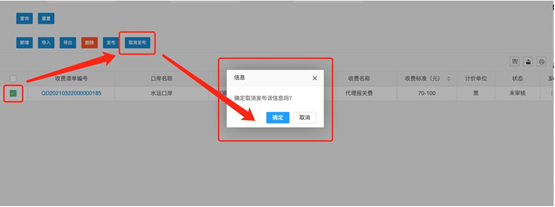 查询 重置
新增 导入 导出 删除 发布 取消发布
收费清单编号 口岸名称 收费名称 收费标准（元） 计价单位 状态
QD20210322000000186 水运口岸 代理报关费 70-100 票 未审核
信息
确定取消发布该信息吗?
确定 取消